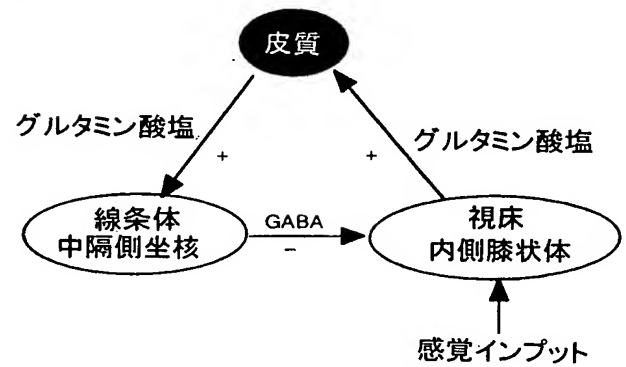 皮質
グルタミン酸塩
グルタミン酸塩
+
+
線条体
中隔側坐核
GABA
−
視床
内側膝状体
感覚インプット